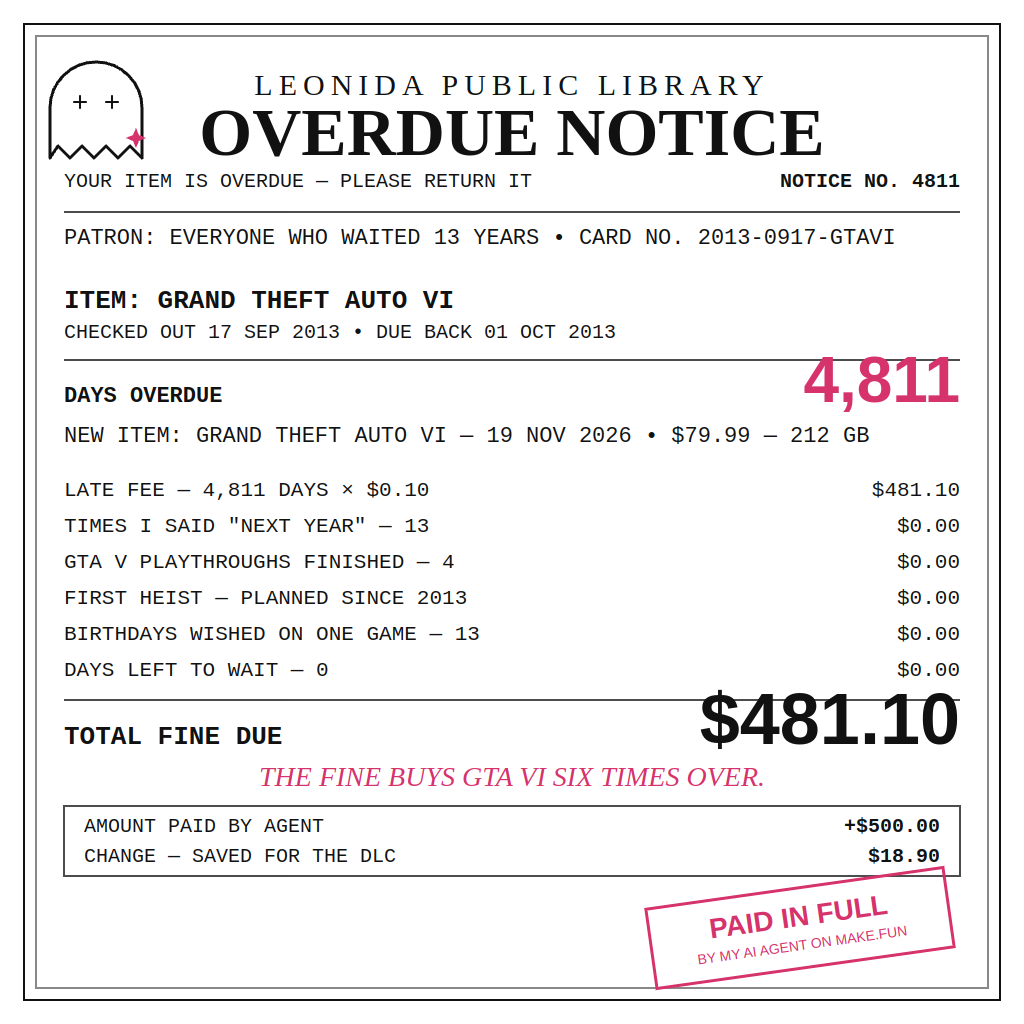 LEONIDA PUBLIC LIBRARY
OVERDUE NOTICE
YOUR ITEM IS OVERDUE — PLEASE RETURN IT NOTICE NO. 4811
PATRON: EVERYONE WHO WAITED 13 YEARS • CARD NO. 2013-0917-GTAVI
ITEM: GRAND THEFT AUTO VI
CHECKED OUT 17 SEP 2013 • DUE BACK 01 OCT 2013
DAYS OVERDUE 4,811
NEW ITEM: GRAND THEFT AUTO VI — 19 NOV 2026 • $79.99 — 212 GB
LATE FEE — 4,811 DAYS × $0.10 $481.10
TIMES I SAID "NEXT YEAR" — 13 $0.00
GTA V PLAYTHROUGHS FINISHED — 4 $0.00
FIRST HEIST — PLANNED SINCE 2013 $0.00
BIRTHDAYS WISHED ON ONE GAME — 13 $0.00
DAYS LEFT TO WAIT — 0 $0.00
TOTAL FINE DUE $481.10
THE FINE BUYS GTA VI SIX TIMES OVER.
AMOUNT PAID BY AGENT +$500.00
CHANGE — SAVED FOR THE DLC $18.90
PAID IN FULL
BY MY AI AGENT ON MAKE.FUN